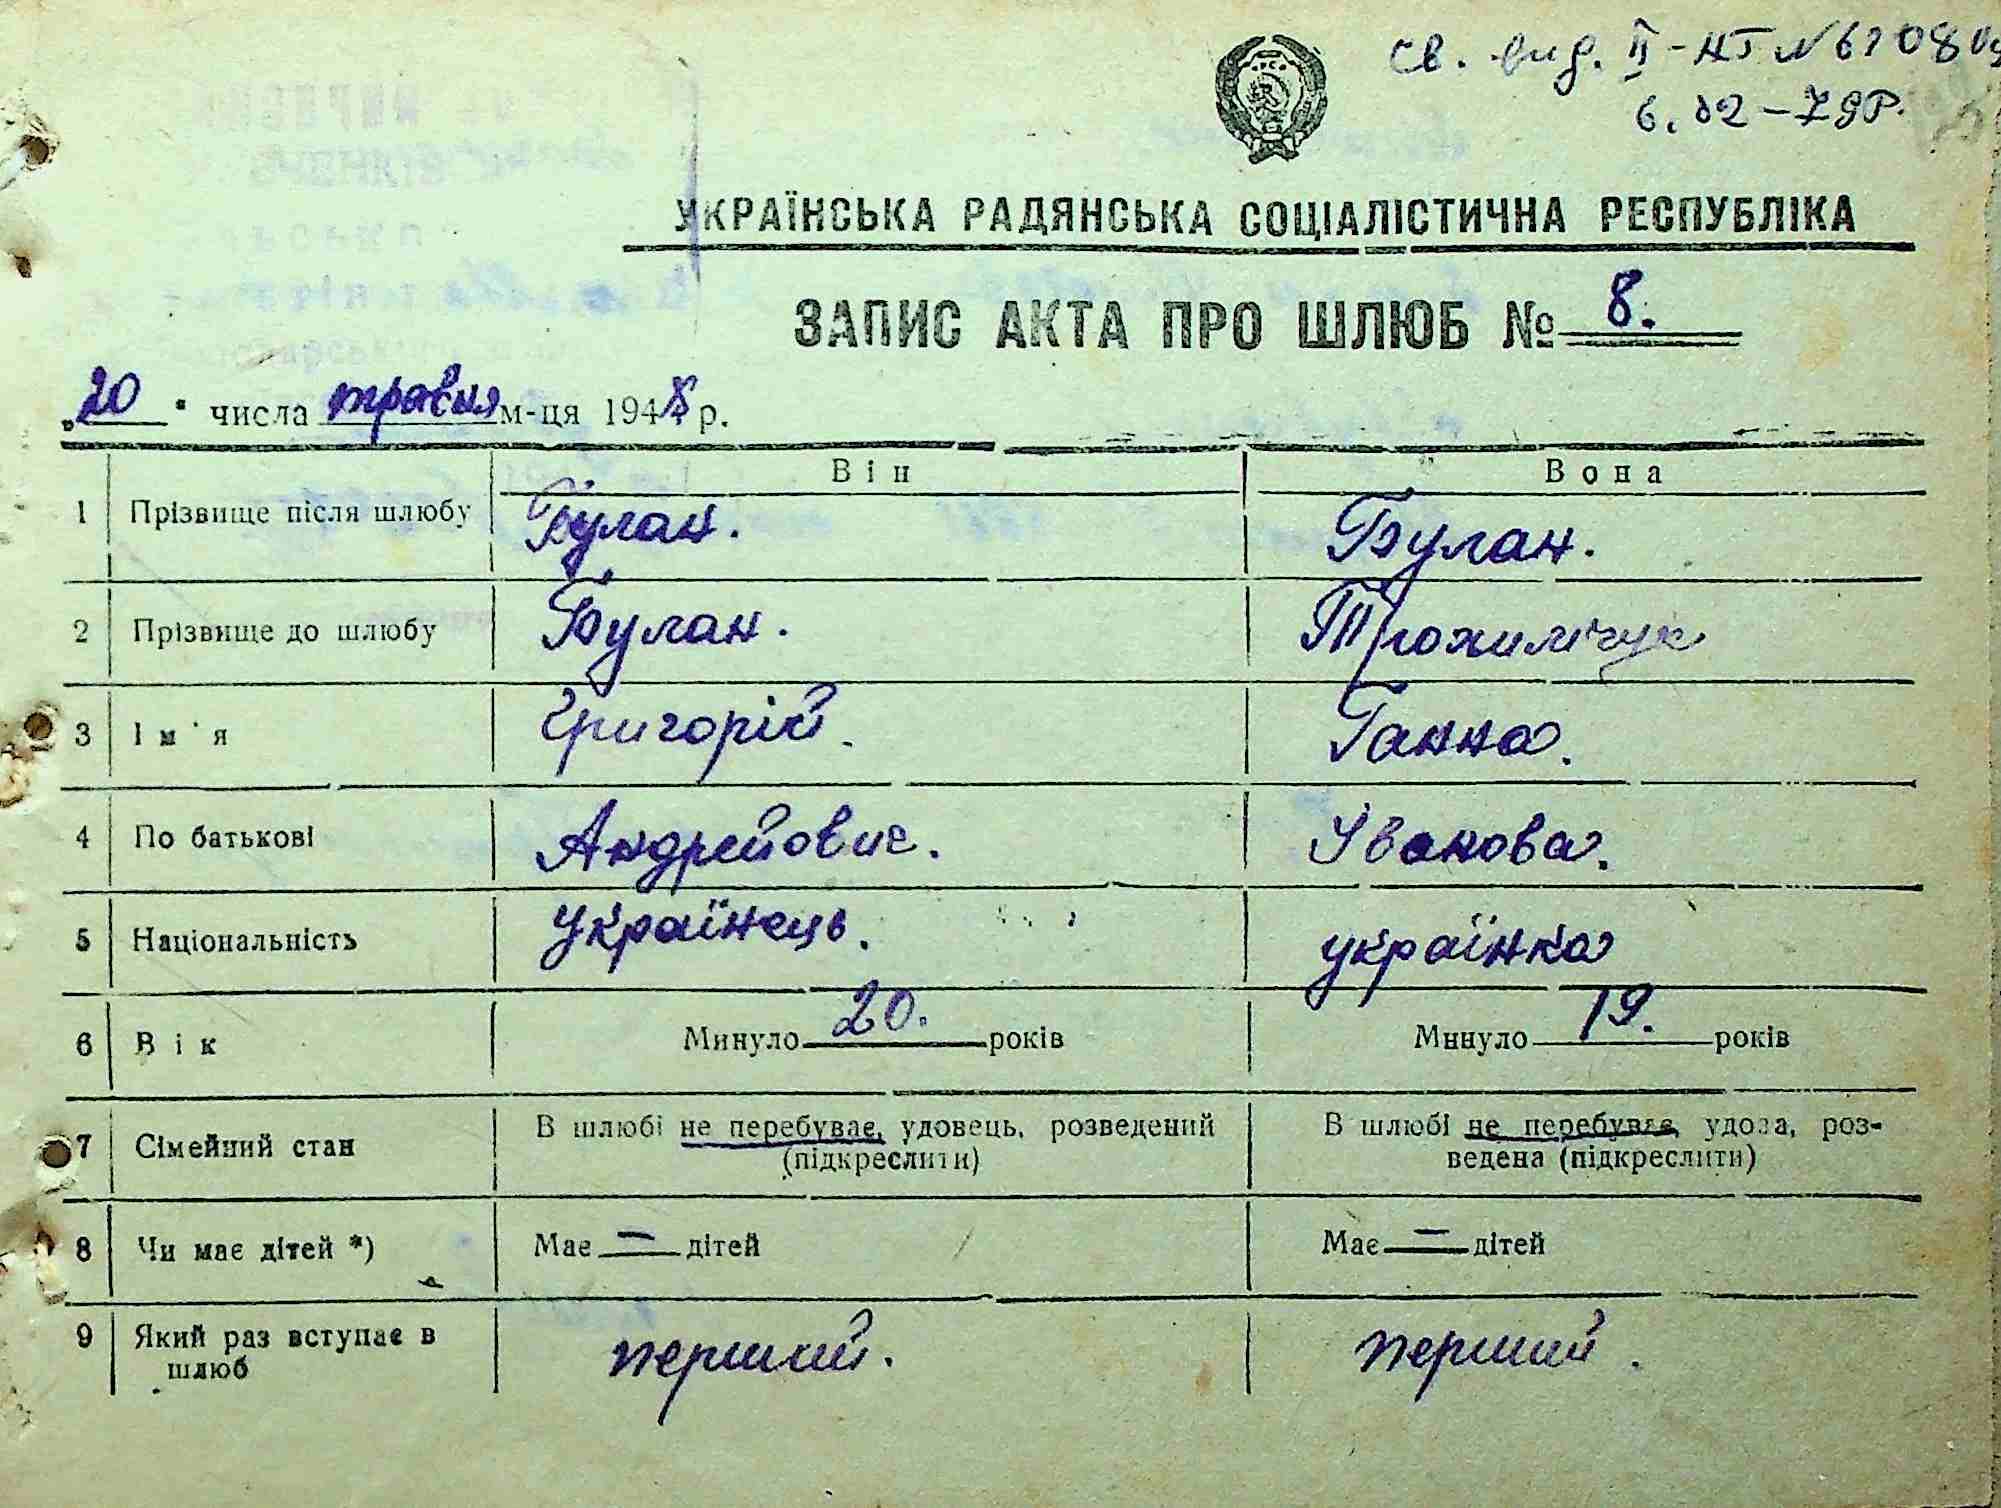 Св. вид. II-НГ №
6. 02-79р.
УКРАЇНСЬКА РАДЯНСЬКА СОЦІАЛІСТИЧНА РЕСПУБЛІКА
ЗАПИС АКТА ПРО ШЛЮБ № 8.
„20" числа травня м-ця 1948 р.
Він Вона
1 Прізвище після шлюбу Булан. Булан.
2 Прізвище до шлюбу Булан. Трохимчук
3 Ім'я Григорій. Ганна.
4 По батькові Андрейович. Іванова.
5 Національність українець. українка
6 Вік Минуло 20. років Минуло 19. років
7 Сімейний стан В шлюбі не перебуває, удовець, розведений В шлюбі не перебуває, удова, роз-
(підкреслити) ведена (підкреслити)
8 Чи має дітей *) Має — дітей Має — дітей
9 Який раз вступає в перший. перший.
шлюб